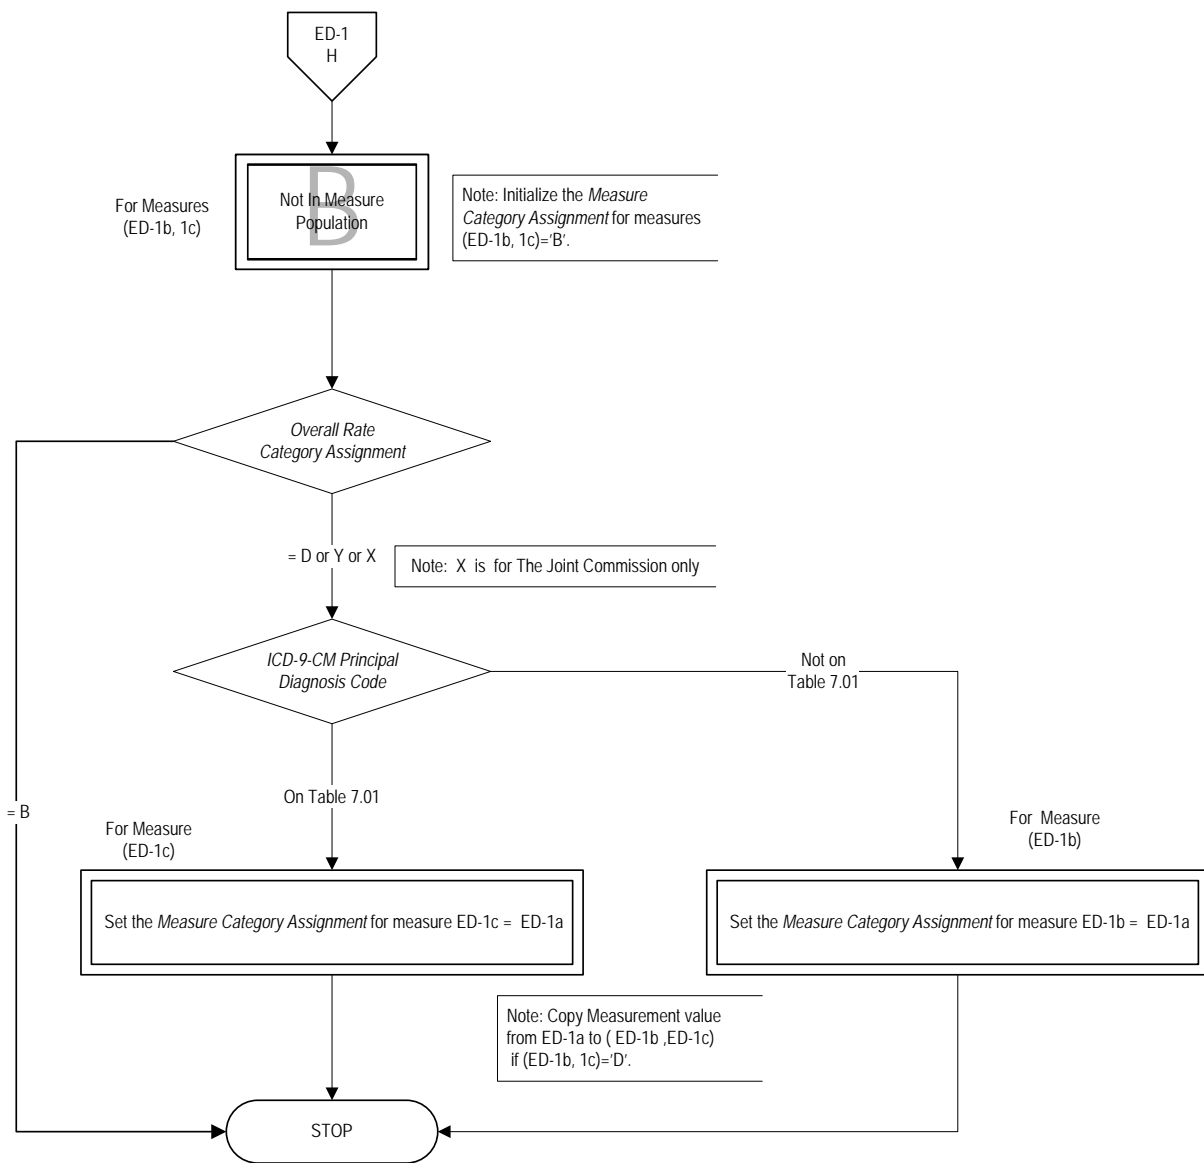 ED-1
H
For Measures
(ED-1b, 1c)
B
Not In Measure
Population
Note: Initialize the Measure
Category Assignment for measures
(ED-1b, 1c)='B'.
Overall Rate
Category Assignment
= D or Y or X
Note:  X  is  for The Joint Commission only
ICD-9-CM Principal
Diagnosis Code
Not on
Table 7.01
On Table 7.01
= B
For Measure
(ED-1c)
For  Measure
(ED-1b)
Set the Measure Category Assignment for measure ED-1c =  ED-1a
Set the Measure Category Assignment for measure ED-1b =  ED-1a
Note: Copy Measurement value
from ED-1a to ( ED-1b ,ED-1c)
if (ED-1b, 1c)='D'.
STOP